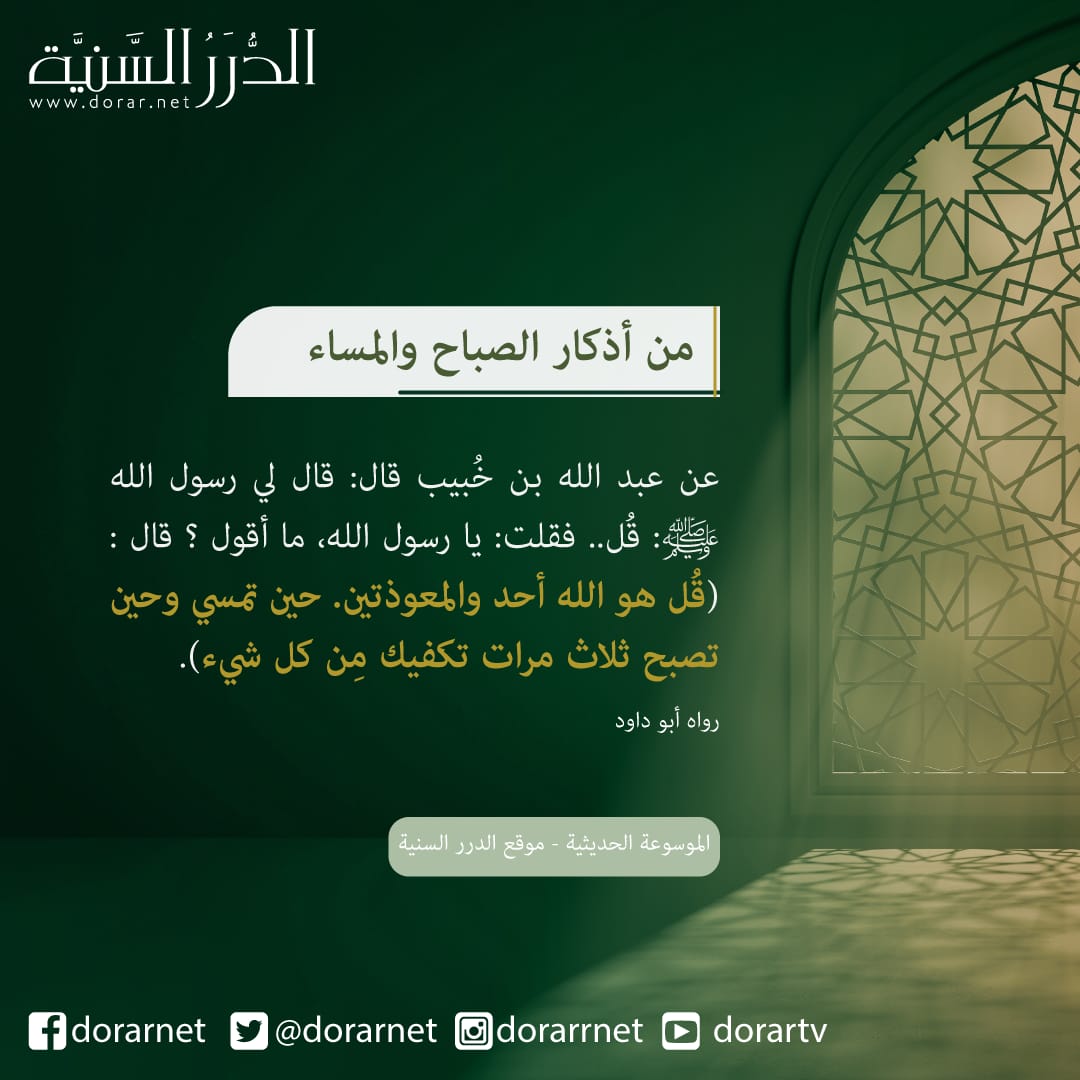 الدُّرَرُ السَّنِيَّة
www.dorar.net
من أذكار الصباح والمساء
عن عبد الله بن خُبيب قال: قال لي رسول الله
ﷺ: قُل.. فقلت: يا رسول الله، ما أقول ؟ قال :
(قُل هو الله أحد والمعوذتين. حين تمسي وحين
تصبح ثلاث مرات تكفيك مِن كل شيء).
رواه أبو داود
الموسوعة الحديثية - موقع الدرر السنية
dorarnet @dorarnet dorarrnet dorartv